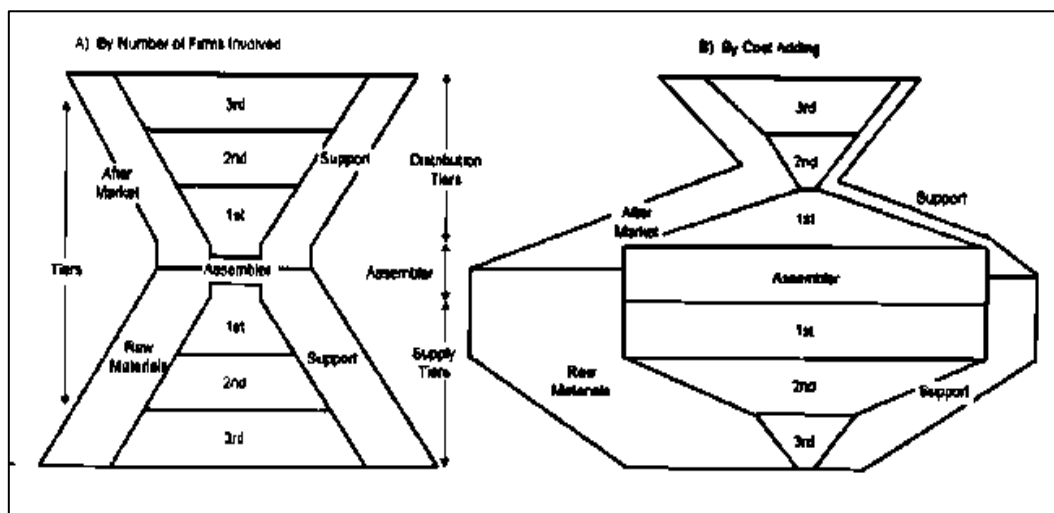 A) By Number of Firms Involved
3rd
2nd
1st
After
Market
Support
Tiers
Assembler
1st
2nd
3rd
Raw
Materials
Support
Distribution
Tiers
Assembler
Supply
Tiers
B) By Cost Adding
3rd
2nd
1st
After
Market
Support
Assembler
1st
2nd
3rd
Raw
Materials
Support